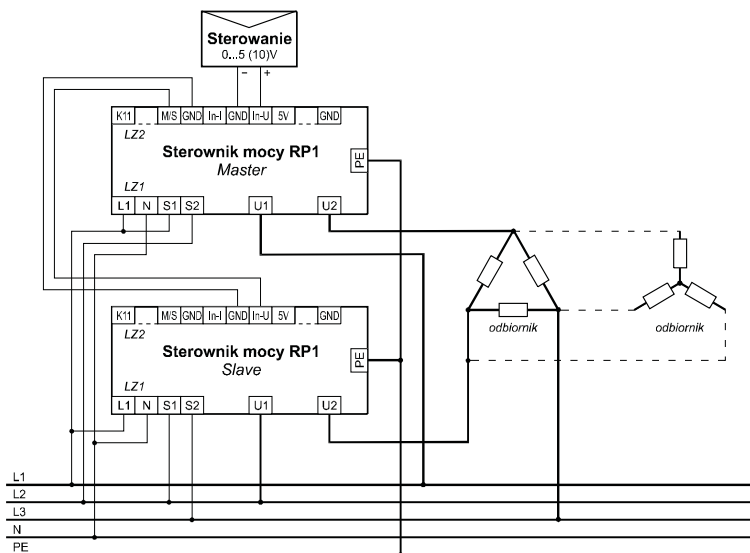 Sterowanie
0...5 (10)V
− +
K11 M/S GND In-I GND In-U 5V GND
LZ2
Sterownik mocy RP1
Master
PE
LZ1
L1 N S1 S2 U1 U2
K11 M/S GND In-I GND In-U 5V GND
LZ2
Sterownik mocy RP1
Slave
PE
LZ1
L1 N S1 S2 U1 U2
odbiornik
odbiornik
L1
L2
L3
N
PE